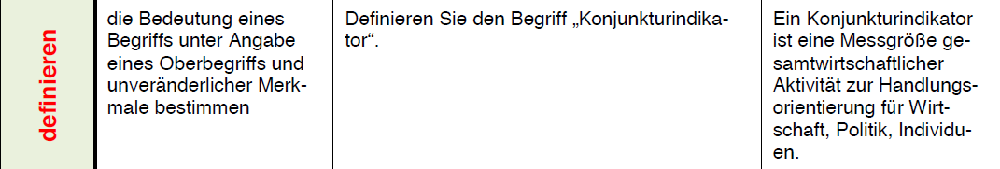 definieren
die Bedeutung eines
Begriffs unter Angabe
eines Oberbegriffs und
unveränderlicher Merk-
male bestimmen
Definieren Sie den Begriff „Konjunkturindika-
tor“.
Ein Konjunkturindikator
ist eine Messgröße ge-
samtwirtschaftlicher
Aktivität zur Handlungs-
orientierung für Wirt-
schaft, Politik, Individu-
en.